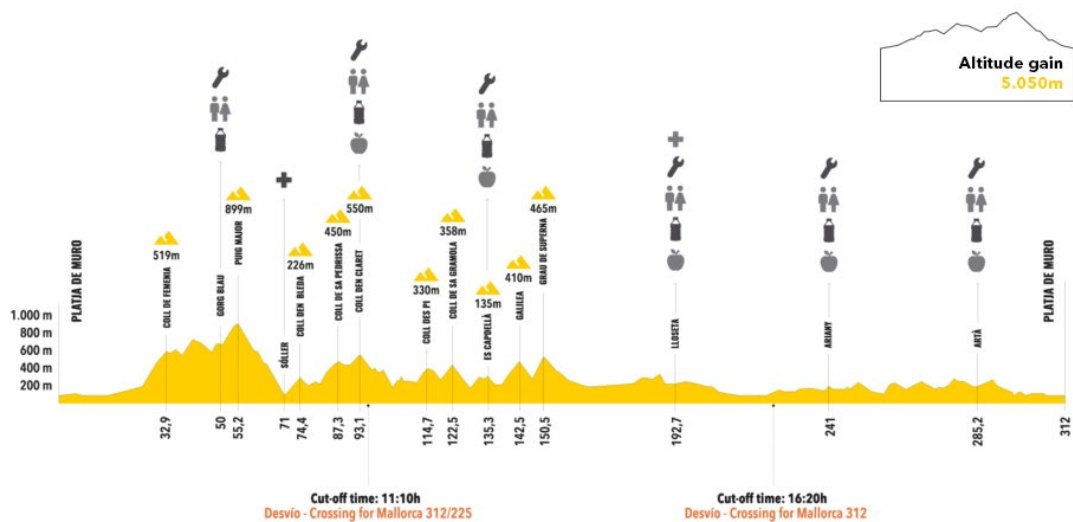 Altitude gain
5.050m
899m
550m
465m
519m
450m
358m
226m
410m
330m
135m
PLATJA DE MURO
COLL DE FEMENIA
GORG BLAU
PUIG MAJOR
SÓLLER
COLL DEN BLEDA
COLL DE SA PEDRISSA
COLL DEN CLARET
COLL DES PI
COLL DE SA GRAMOLA
ES CAPDELLÀ
GALILEA
GRAU DE SUPERNA
LLOSETA
ARIANY
ARTÀ
PLATJA DE MURO
1.000 m
800 m
600 m
400 m
200 m
32,9
50
55,2
71
74,4
87,3
93,1
114,7
122,5
135,3
142,5
150,5
192,7
241
285,2
312
Cut-off time: 11:10h
Desvío - Crossing for Mallorca 312/225
Cut-off time: 16:20h
Desvío - Crossing for Mallorca 312